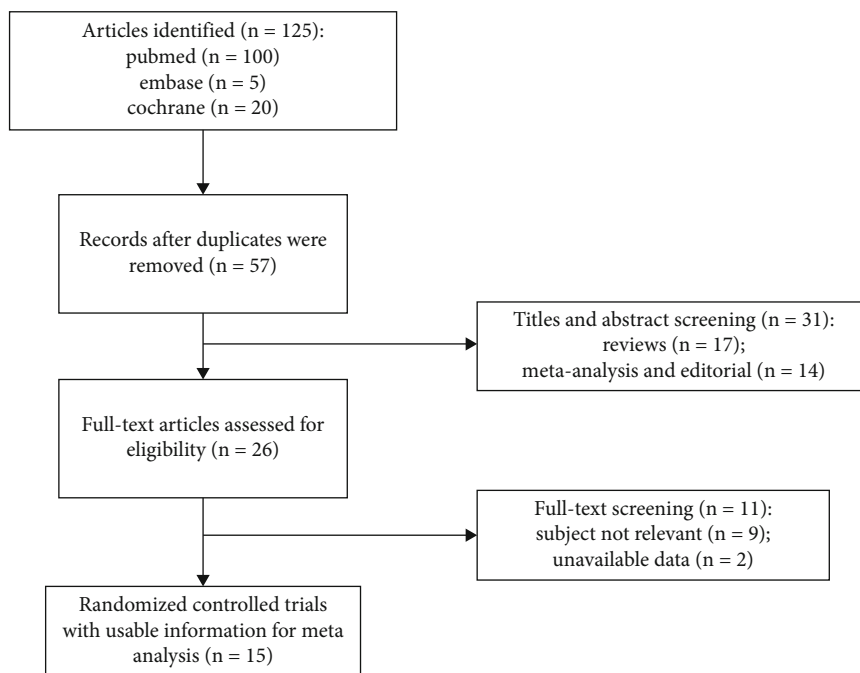 Articles identified (n = 125):
pubmed (n = 100)
embase (n = 5)
cochrane (n = 20)
Records after duplicates were
removed (n = 57)
Titles and abstract screening (n = 31):
reviews (n = 17);
meta-analysis and editorial (n = 14)
Full-text articles assessed for
eligibility (n = 26)
Full-text screening (n = 11):
subject not relevant (n = 9);
unavailable data (n = 2)
Randomized controlled trials
with usable information for meta
analysis (n = 15)